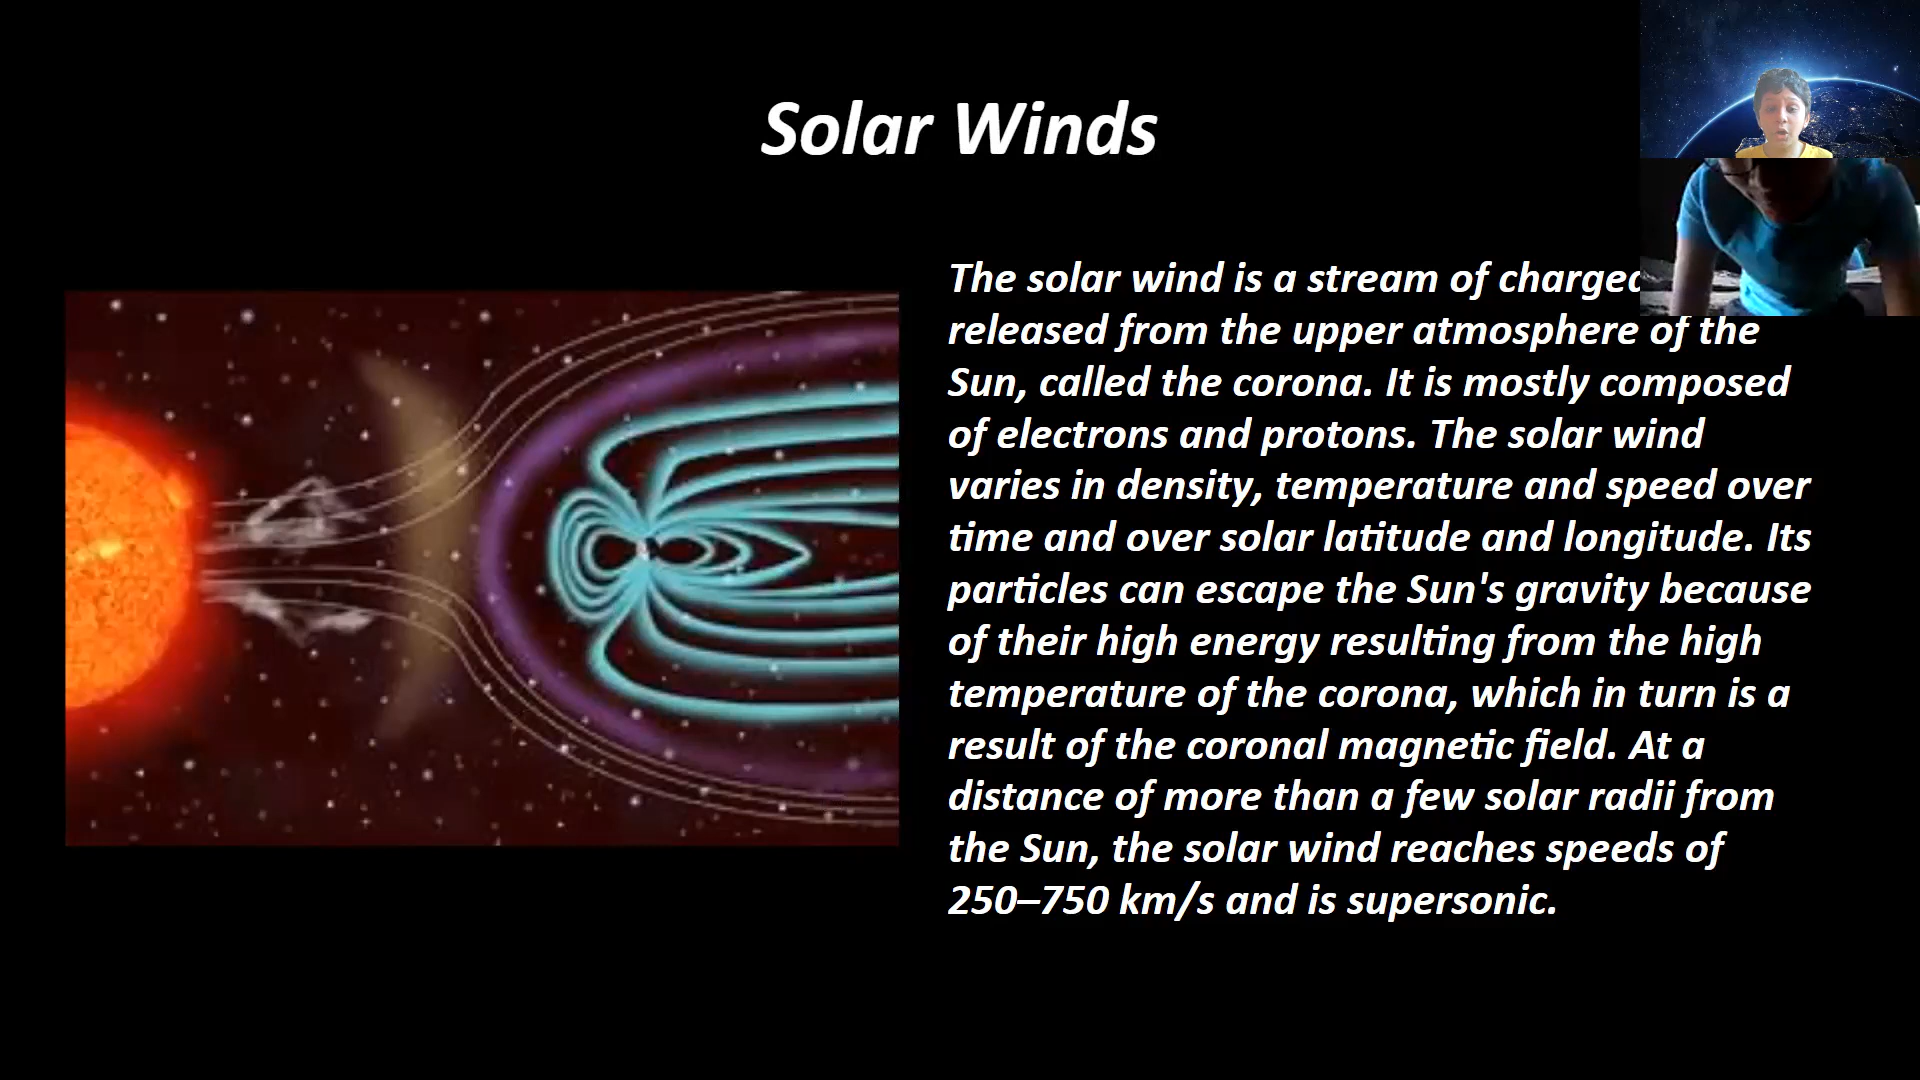 Solar Winds
The solar wind is a stream of charged
released from the upper atmosphere of the
Sun, called the corona. It is mostly composed
of electrons and protons. The solar wind
varies in density, temperature and speed over
time and over solar latitude and longitude. Its
particles can escape the Sun's gravity because
of their high energy resulting from the high
temperature of the corona, which in turn is a
result of the coronal magnetic field. At a
distance of more than a few solar radii from
the Sun, the solar wind reaches speeds of
250–750 km/s and is supersonic.